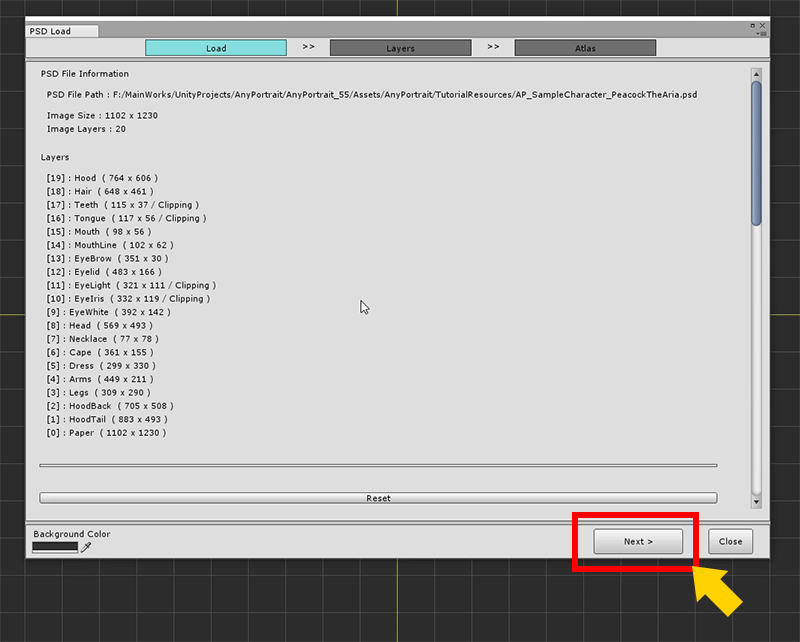 PSD Load
Load >> Layers >> Atlas
PSD File Information
PSD File Path : F:/MainWorks/UnityProjects/AnyPortrait/AnyPortrait_55/Assets/AnyPortrait/TutorialResources/AP_SampleCharacter_PeacockTheAria.psd
Image Size : 1102 x 1230
Image Layers : 20
Layers
[19] : Hood ( 764 x 606 )
[18] : Hair ( 648 x 461 )
[17] : Teeth ( 115 x 37 / Clipping )
[16] : Tongue ( 117 x 56 / Clipping )
[15] : Mouth ( 98 x 56 )
[14] : MouthLine ( 102 x 62 )
[13] : EyeBrow ( 351 x 30 )
[12] : Eyelid ( 483 x 166 )
[11] : EyeLight ( 321 x 111 / Clipping )
[10] : EyeIris ( 332 x 119 / Clipping )
[9] : EyeWhite ( 392 x 142 )
[8] : Head ( 569 x 493 )
[7] : Necklace ( 77 x 78 )
[6] : Cape ( 361 x 155 )
[5] : Dress ( 299 x 330 )
[4] : Arms ( 449 x 211 )
[3] : Legs ( 309 x 290 )
[2] : HoodBack ( 705 x 508 )
[1] : HoodTail ( 883 x 493 )
[0] : Paper ( 1102 x 1230 )
Reset
Background Color
Next >
Close